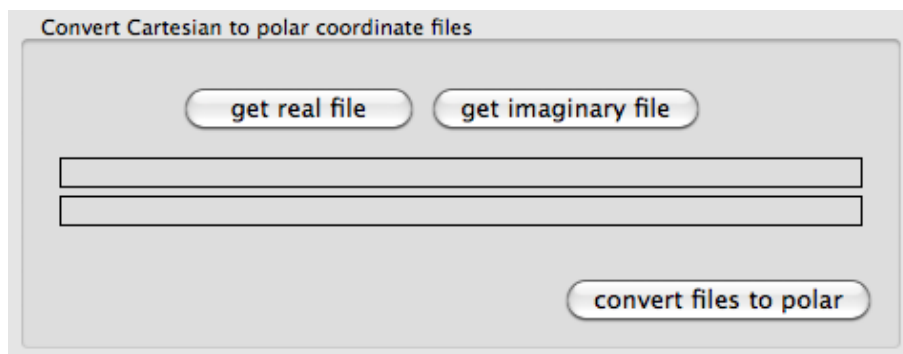 Convert Cartesian to polar coordinate files
get real file get imaginary file
convert files to polar